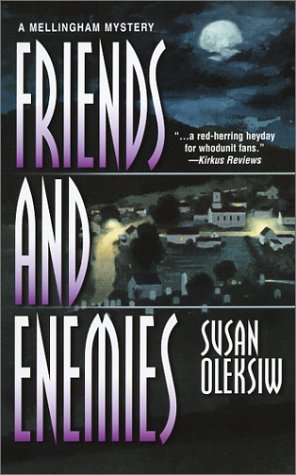 A MELLINGHAM MYSTERY
FRIENDS
"...a red-herring heyday
for whodunit fans."
—Kirkus Reviews
AND
ENEMIES
SUSAN
OLEKSIW